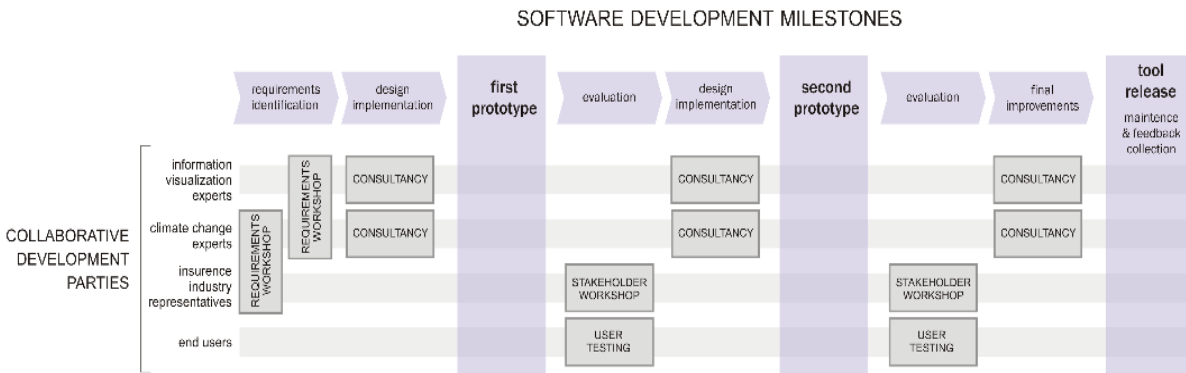 SOFTWARE DEVELOPMENT MILESTONES
requirements
identification
design
implementation
first
prototype
evaluation
design
implementation
second
prototype
evaluation
final
improvements
tool
release
maintence
& feedback
collection
COLLABORATIVE
DEVELOPMENT
PARTIES
information
visualization
experts
climate change
experts
insurence
industry
representatives
end users
REQUIREMENTS
WORKSHOP
REQUIREMENTS
WORKSHOP
CONSULTANCY
CONSULTANCY
CONSULTANCY
CONSULTANCY
CONSULTANCY
CONSULTANCY
STAKEHOLDER
WORKSHOP
STAKEHOLDER
WORKSHOP
USER
TESTING
USER
TESTING